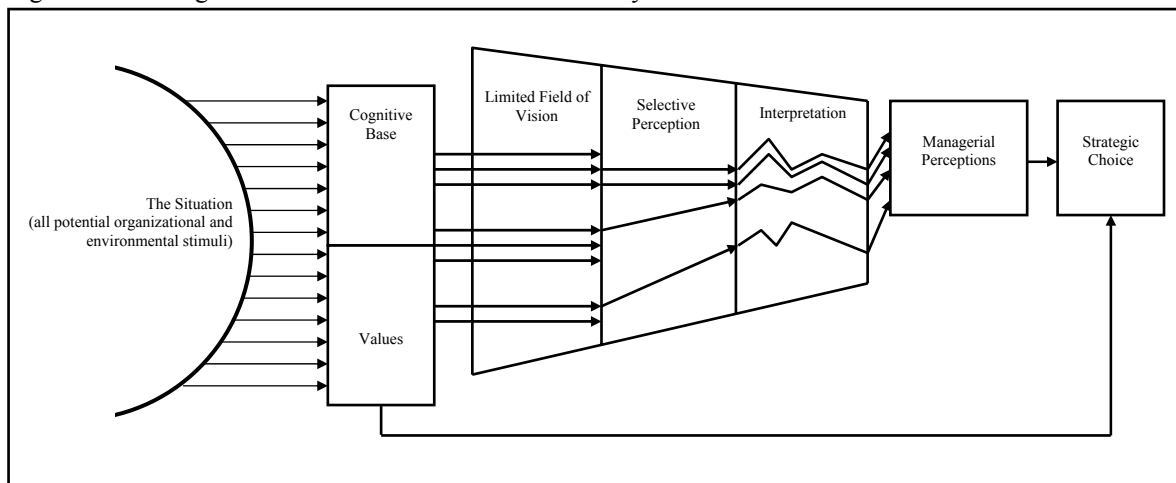 The Situation
(all potential organizational and
environmental stimuli)
Cognitive
Base
Values
Limited Field of
Vision
Selective
Perception
Interpretation
Managerial
Perceptions
Strategic
Choice